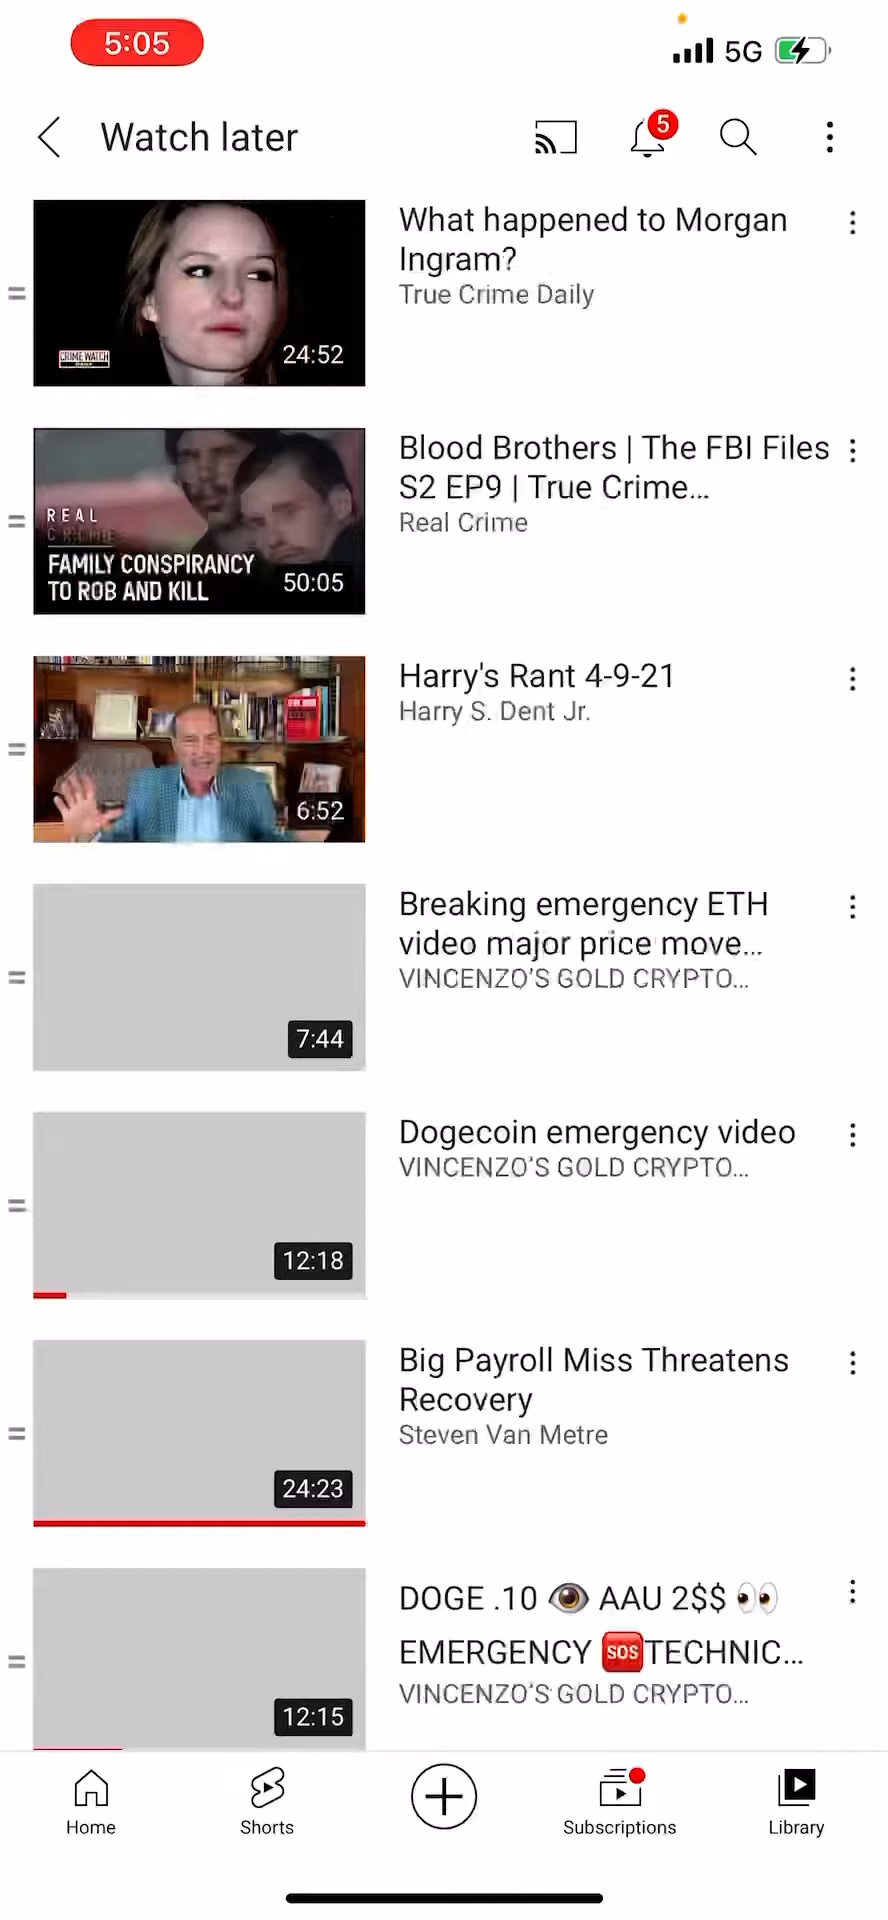 5:05
5G
Watch later
5
What happened to Morgan
Ingram?
True Crime Daily
CRIME WATCH
24:52
Blood Brothers | The FBI Files
S2 EP9 | True Crime...
Real Crime
REAL
CRIME
FAMILY CONSPIRANCY
TO ROB AND KILL
50:05
Harry's Rant 4-9-21
Harry S. Dent Jr.
6:52
Breaking emergency ETH
video major price move...
VINCENZO'S GOLD CRYPTO...
7:44
Dogecoin emergency video
VINCENZO'S GOLD CRYPTO...
12:18
Big Payroll Miss Threatens
Recovery
Steven Van Metre
24:23
DOGE .10 👁 AAU 2$$ 👀
EMERGENCY 🆘TECHNIC...
VINCENZO'S GOLD CRYPTO...
12:15
Home
Shorts
Subscriptions
Library